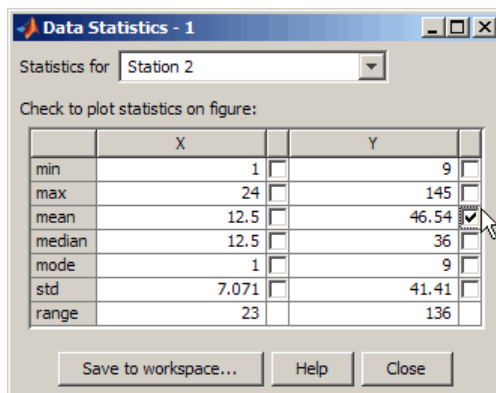 Data Statistics - 1
Statistics for Station 2
Check to plot statistics on figure:
X Y
min 1 9
max 24 145
mean 12.5 46.54
median 12.5 36
mode 1 9
std 7.071 41.41
range 23 136
Save to workspace... Help Close